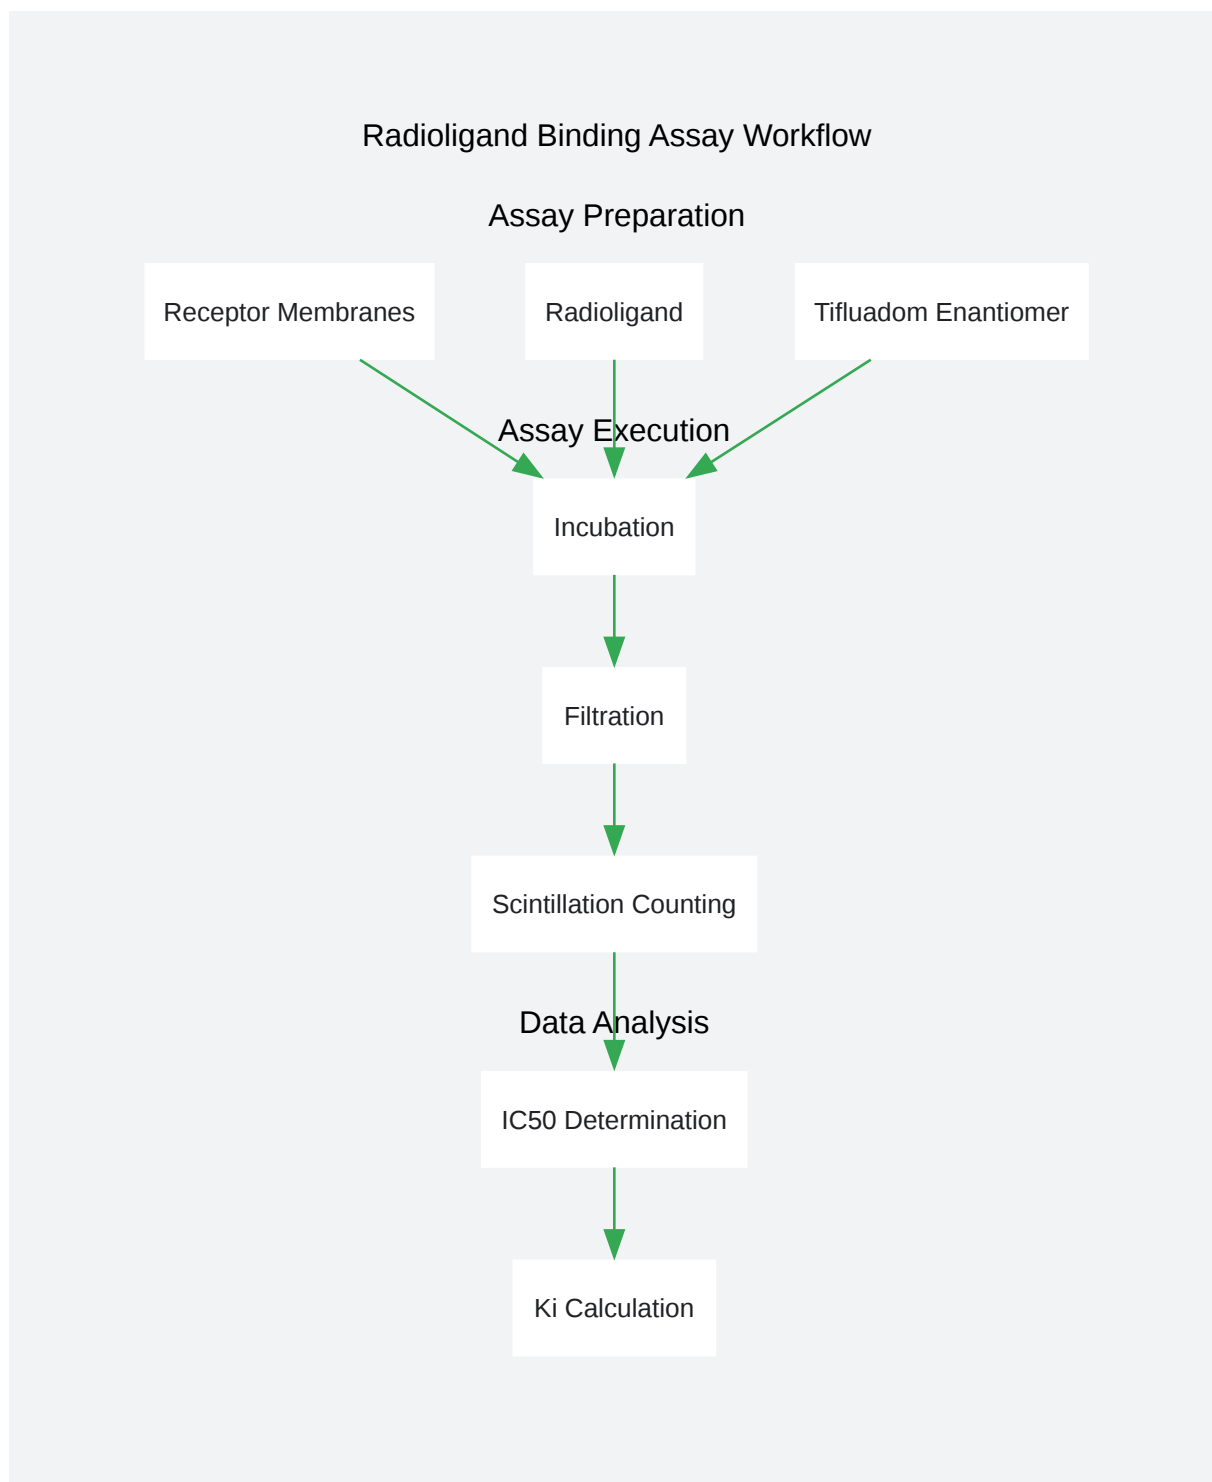 Radioligand Binding Assay Workflow
Assay Preparation
Receptor Membranes
Radioligand
Tifluadom Enantiomer
Assay Execution
Incubation
Filtration
Scintillation Counting
Data Analysis
IC50 Determination
Ki Calculation